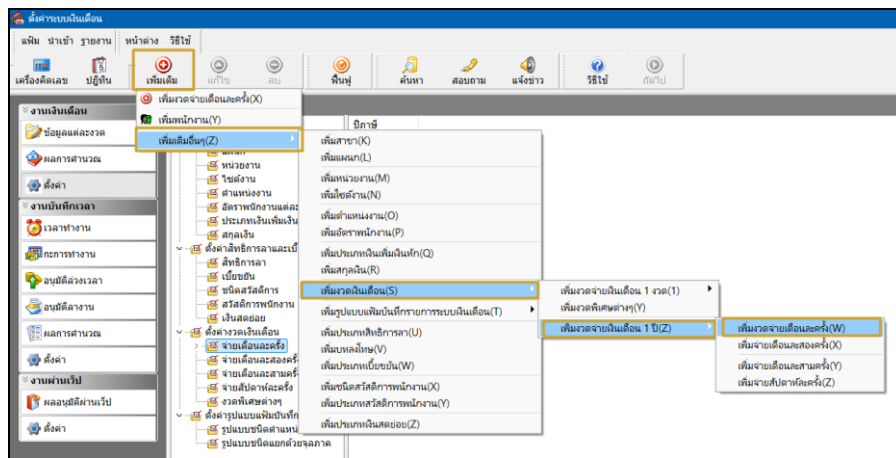 ตั้งค่าระบบเงินเดือน
แฟ้ม นำเข้า รายงาน หน้าต่าง วิธีใช้
เครื่องคิดเลข ปฏิทิน เพิ่มเติม แก้ไข ลบ ฟื้นฟู ค้นหา สอบถาม แจ้งข่าว วิธีใช้ ถัดไป
งานเงินเดือน
ข้อมูลแต่ละงวด
ผลการคำนวณ
ตั้งค่า
งานบันทึกเวลา
เวลาทำงาน
กะการทำงาน
อนุมัติล่วงเวลา
อนุมัติลางาน
ผลการคำนวณ
ตั้งค่า
งานผ่านเว็ป
ผลอนุมัติผ่านเว็ป
ตั้งค่า
เพิ่มงวดจ่ายเดือนละครั้ง(X)
เพิ่มพนักงาน(Y)
เพิ่มเติมอื่นๆ(Z)
ปีภาษี
แผนก
หน่วยงาน
ไซต์งาน
ตำแหน่งงาน
อัตราพนักงานแต่ละ
ประเภทเงินเพิ่มเงิน
สกุลเงิน
ตั้งค่าสิทธิการลาและเบี้
สิทธิการลา
เบี้ยขยัน
ชนิดสวัสดิการ
สวัสดิการพนักงาน
เงินสดย่อย
ตั้งค่างวดเงินเดือน
จ่ายเดือนละครั้ง
จ่ายเดือนละสองครั้
จ่ายเดือนละสามครั้
จ่ายสัปดาห์ละครั้ง
งวดพิเศษต่างๆ
ตั้งค่ารูปแบบแฟ้มบันทึก
รูปแบบชนิดตำแหน่
รูปแบบชนิดแยกด้วยจุลภาค
เพิ่มสาขา(K)
เพิ่มแผนก(L)
เพิ่มหน่วยงาน(M)
เพิ่มไซต์งาน(N)
เพิ่มตำแหน่งงาน(O)
เพิ่มอัตราพนักงาน(P)
เพิ่มประเภทเงินเพิ่มเงินหัก(Q)
เพิ่มสกุลเงิน(R)
เพิ่มงวดเงินเดือน(S)
เพิ่มรูปแบบแฟ้มบันทึกรายการระบบเงินเดือน(T)
เพิ่มประเภทสิทธิการลา(U)
เพิ่มบทลงโทษ(V)
เพิ่มประเภทเบี้ยขยัน(W)
เพิ่มชนิดสวัสดิการพนักงาน(X)
เพิ่มประเภทสวัสดิการพนักงาน(Y)
เพิ่มประเภทเงินสดย่อย(Z)
เพิ่มงวดจ่ายเงินเดือน 1 งวด(1)
เพิ่มงวดพิเศษต่างๆ(Y)
เพิ่มงวดจ่ายเงินเดือน 1 ปี(Z)
เพิ่มงวดจ่ายเดือนละครั้ง(W)
เพิ่มจ่ายเดือนละสองครั้ง(X)
เพิ่มจ่ายเดือนละสามครั้ง(Y)
เพิ่มจ่ายสัปดาห์ละครั้ง(Z)